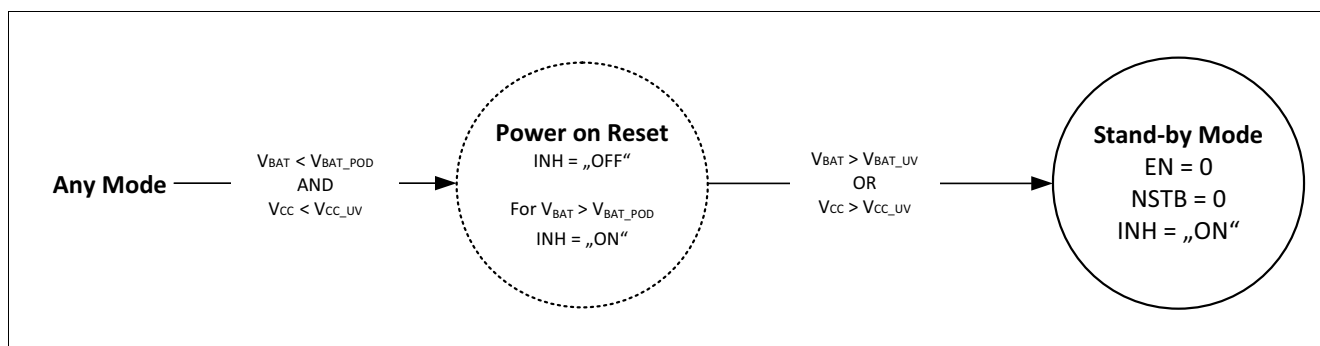 Any Mode
VBAT < VBAT_POD
AND
VCC < VCC_UV
Power on Reset
INH = „OFF“
For VBAT > VBAT_POD
INH = „ON“
VBAT > VBAT_UV
OR
VCC > VCC_UV
Stand-by Mode
EN = 0
NSTB = 0
INH = „ON“